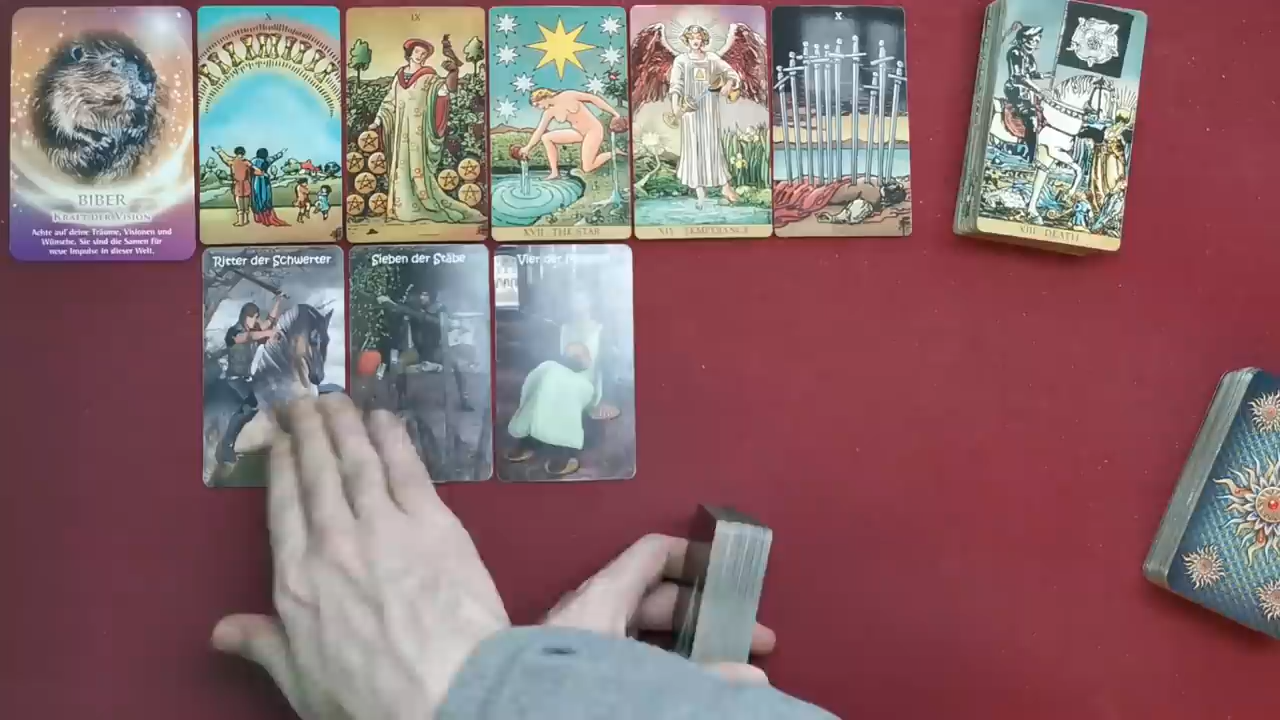 BIBER
KRAFT DER VISION
Achte auf deine Träume, Visionen und
Wünsche. Sie sind die Samen für
neue Impulse in dieser Welt.
X
IX
XVII THE STAR
XIV TEMPERANCE
X
XIII DEATH
Ritter der Schwerter
Sieben der Stäbe
Vier der